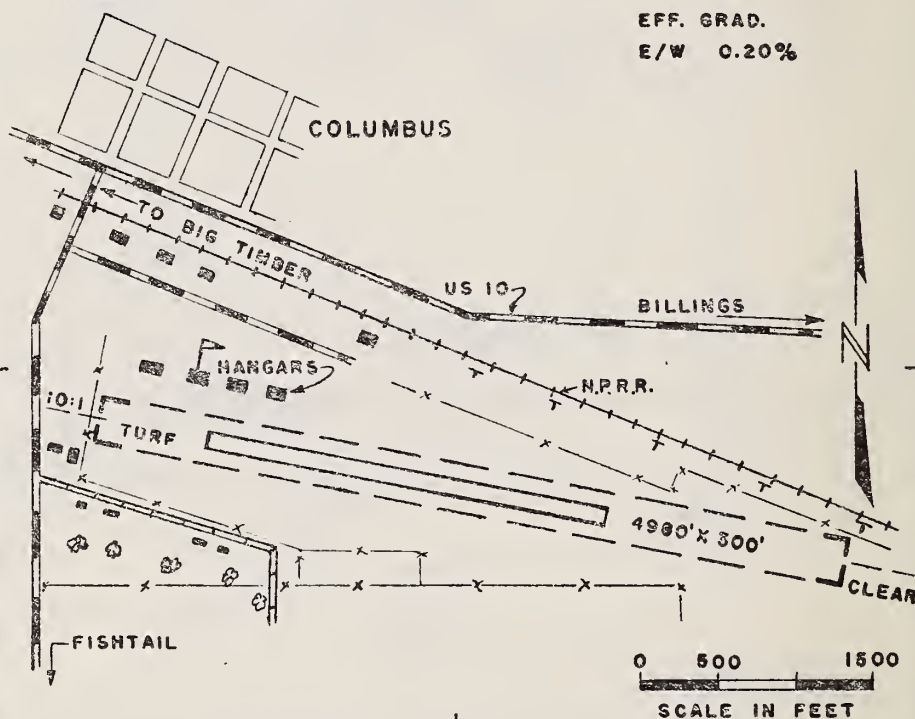 EFF. GRAD.
E/W 0.20%
COLUMBUS
TO BIG TIMBER
US 10
BILLINGS
N
HANGARS
N.P.R.R.
T
T
T
T
T
10:1
TURF
4980' X 300'
CLEAR
FISHTAIL
0 500 1500
SCALE IN FEET